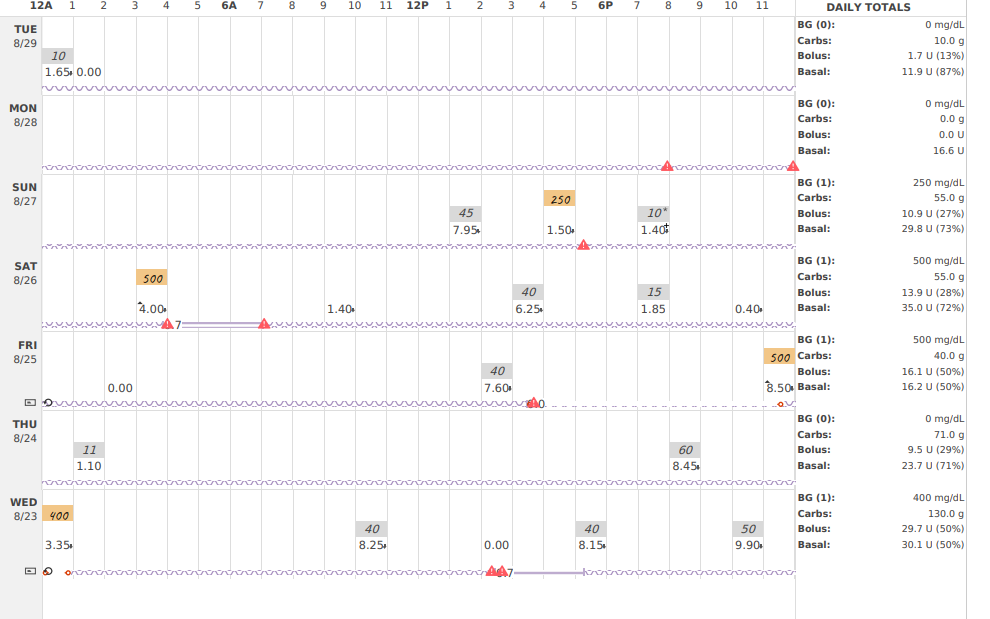 12A 1 2 3 4 5 6A 7 8 9 10 11 12P 1 2 3 4 5 6P 7 8 9 10 11 DAILY TOTALS
TUE
8/29
10
1.65 0.00
BG (0): 0 mg/dL
Carbs: 10.0 g
Bolus: 1.7 U (13%)
Basal: 11.9 U (87%)
MON
8/28
BG (0): 0 mg/dL
Carbs: 0.0 g
Bolus: 0.0 U
Basal: 16.6 U
SUN
8/27
250
45 10*
7.95 1.50 1.40
BG (1): 250 mg/dL
Carbs: 55.0 g
Bolus: 10.9 U (27%)
Basal: 29.8 U (73%)
SAT
8/26
500
40 15
4.00 1.40 6.25 1.85 0.40
7
BG (1): 500 mg/dL
Carbs: 55.0 g
Bolus: 13.9 U (28%)
Basal: 35.0 U (72%)
FRI
8/25
500
40
0.00 7.60 8.50
BG (1): 500 mg/dL
Carbs: 40.0 g
Bolus: 16.1 U (50%)
Basal: 16.2 U (50%)
THU
8/24
11 60
1.10 8.45
BG (0): 0 mg/dL
Carbs: 71.0 g
Bolus: 9.5 U (29%)
Basal: 23.7 U (71%)
WED
8/23
400
40 40 50
3.35 8.25 0.00 8.15 9.90
BG (1): 400 mg/dL
Carbs: 130.0 g
Bolus: 29.7 U (50%)
Basal: 30.1 U (50%)